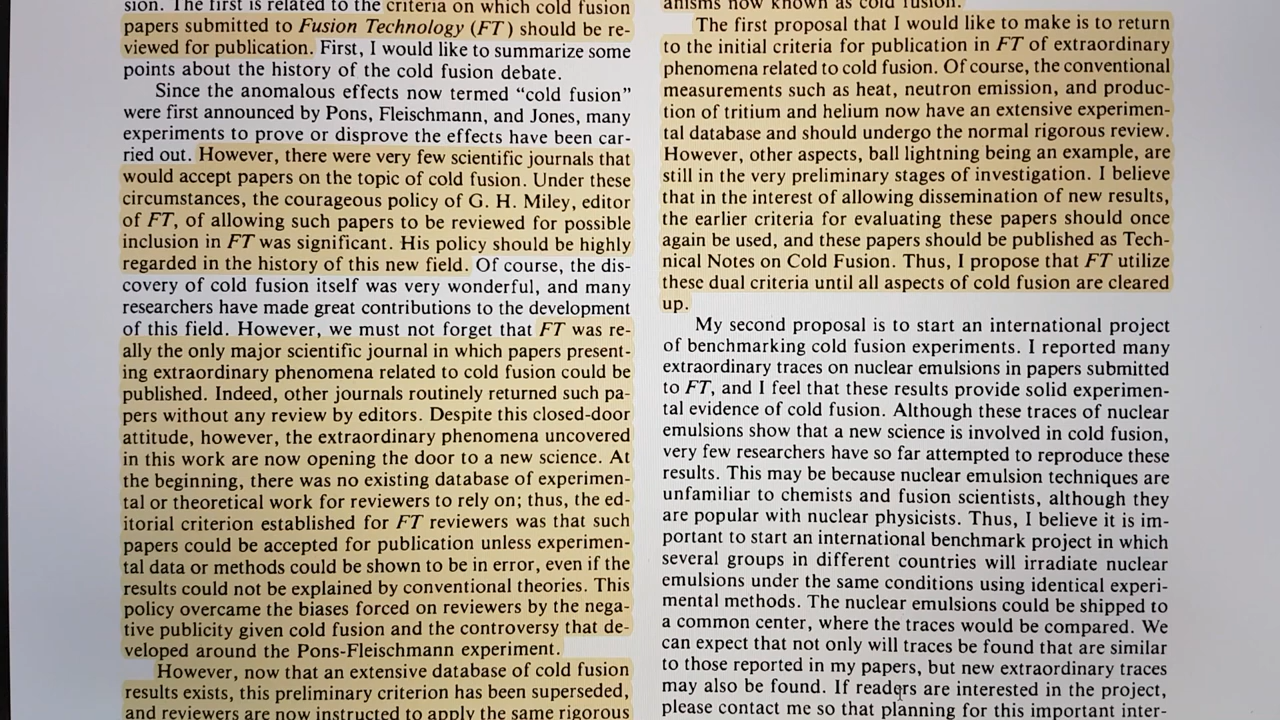 sion. The first is related to the criteria on which cold fusion
papers submitted to Fusion Technology (FT) should be re-
viewed for publication. First, I would like to summarize some
points about the history of the cold fusion debate.
Since the anomalous effects now termed “cold fusion”
were first announced by Pons, Fleischmann, and Jones, many
experiments to prove or disprove the effects have been car-
ried out. However, there were very few scientific journals that
would accept papers on the topic of cold fusion. Under these
circumstances, the courageous policy of G. H. Miley, editor
of FT, of allowing such papers to be reviewed for possible
inclusion in FT was significant. His policy should be highly
regarded in the history of this new field. Of course, the dis-
covery of cold fusion itself was very wonderful, and many
researchers have made great contributions to the development
of this field. However, we must not forget that FT was re-
ally the only major scientific journal in which papers present-
ing extraordinary phenomena related to cold fusion could be
published. Indeed, other journals routinely returned such pa-
pers without any review by editors. Despite this closed-door
attitude, however, the extraordinary phenomena uncovered
in this work are now opening the door to a new science. At
the beginning, there was no existing database of experimen-
tal or theoretical work for reviewers to rely on; thus, the ed-
itorial criterion established for FT reviewers was that such
papers could be accepted for publication unless experimen-
tal data or methods could be shown to be in error, even if the
results could not be explained by conventional theories. This
policy overcame the biases forced on reviewers by the nega-
tive publicity given cold fusion and the controversy that de-
veloped around the Pons-Fleischmann experiment.
However, now that an extensive database of cold fusion
results exists, this preliminary criterion has been superseded,
and reviewers are now instructed to apply the same rigorous
anisms now known as cold fusion.
The first proposal that I would like to make is to return
to the initial criteria for publication in FT of extraordinary
phenomena related to cold fusion. Of course, the conventional
measurements such as heat, neutron emission, and produc-
tion of tritium and helium now have an extensive experimen-
tal database and should undergo the normal rigorous review.
However, other aspects, ball lightning being an example, are
still in the very preliminary stages of investigation. I believe
that in the interest of allowing dissemination of new results,
the earlier criteria for evaluating these papers should once
again be used, and these papers should be published as Tech-
nical Notes on Cold Fusion. Thus, I propose that FT utilize
these dual criteria until all aspects of cold fusion are cleared
up.
My second proposal is to start an international project
of benchmarking cold fusion experiments. I reported many
extraordinary traces on nuclear emulsions in papers submitted
to FT, and I feel that these results provide solid experimen-
tal evidence of cold fusion. Although these traces of nuclear
emulsions show that a new science is involved in cold fusion,
very few researchers have so far attempted to reproduce these
results. This may be because nuclear emulsion techniques are
unfamiliar to chemists and fusion scientists, although they
are popular with nuclear physicists. Thus, I believe it is im-
portant to start an international benchmark project in which
several groups in different countries will irradiate nuclear
emulsions under the same conditions using identical experi-
mental methods. The nuclear emulsions could be shipped to
a common center, where the traces would be compared. We
can expect that not only will traces be found that are similar
to those reported in my papers, but new extraordinary traces
may also be found. If readers are interested in the project,
please contact me so that planning for this important inter-